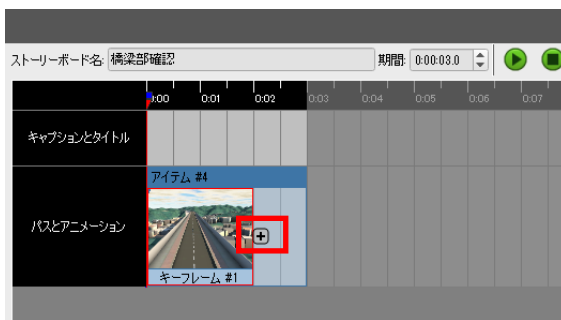 ストーリーボード名: 橋梁部確認 期間: 0:00:03.0
0:00 0:01 0:02 0:03 0:04 0:05 0:06 0:07
キャプションとタイトル
アイテム #4
パスとアニメーション
キーフレーム #1